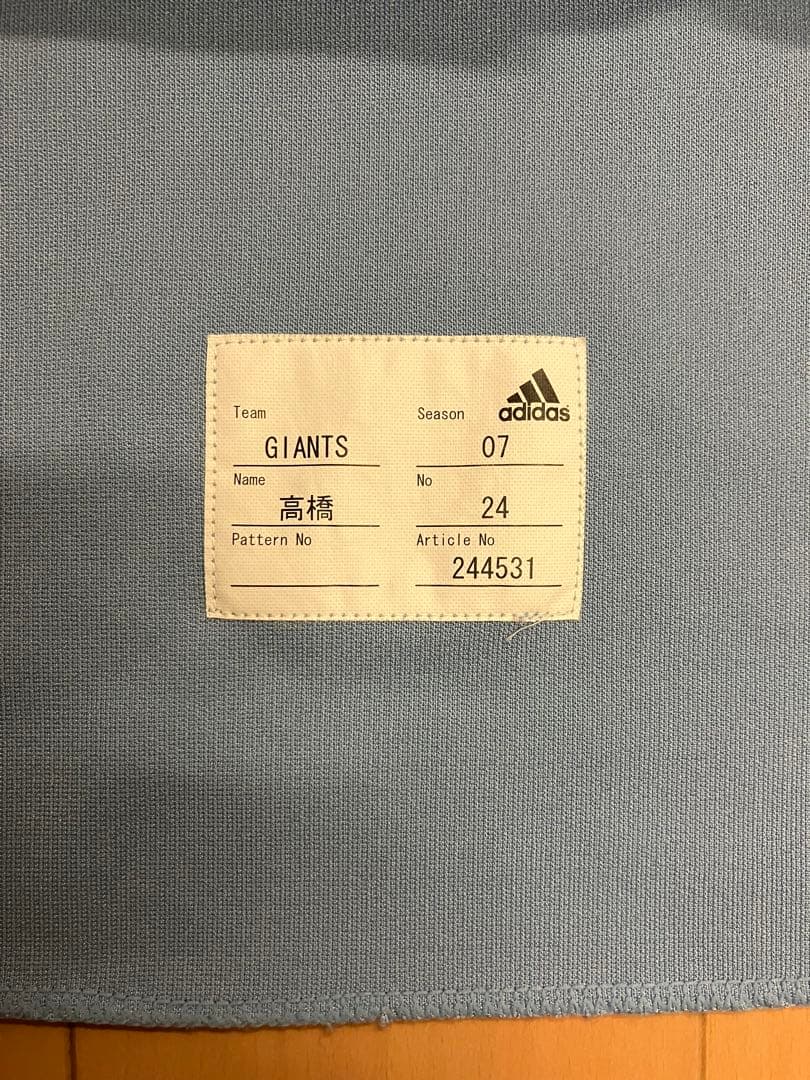 adidas
Team Season
GIANTS 07
Name No
高橋 24
Pattern No Article No
244531